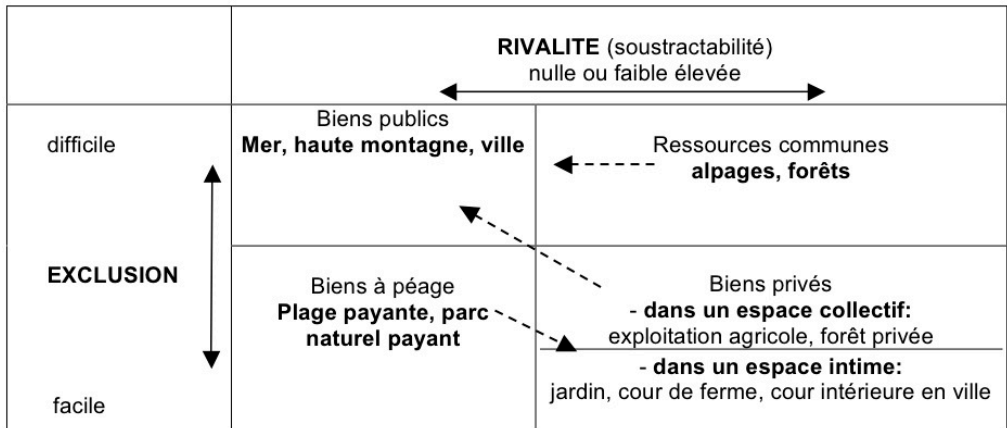 RIVALITE (soustractabilité)
nulle ou faible élevée
difficile
Biens publics
Mer, haute montagne, ville
Ressources communes
alpages, forêts
EXCLUSION
Biens à péage
Plage payante, parc
naturel payant
Biens privés
- dans un espace collectif:
exploitation agricole, forêt privée
- dans un espace intime:
jardin, cour de ferme, cour intérieure en ville
facile